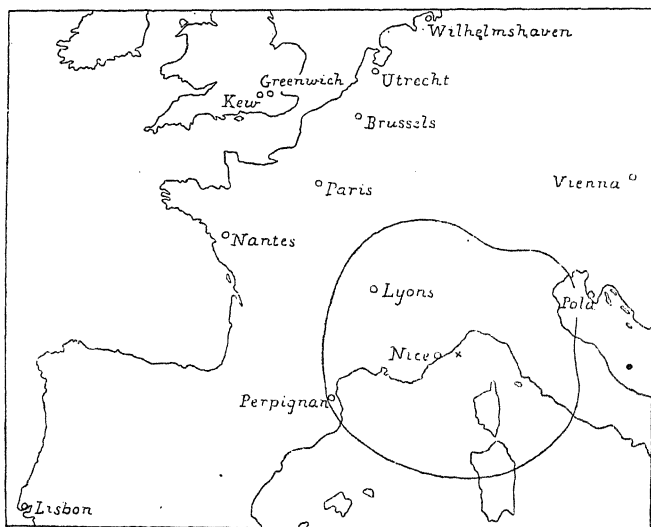 Wilhelmshaven
Utrecht
Greenwich
Kew
Brussels
Paris
Vienna
Nantes
Lyons
Pola
Nice
Perpignan
Lisbon